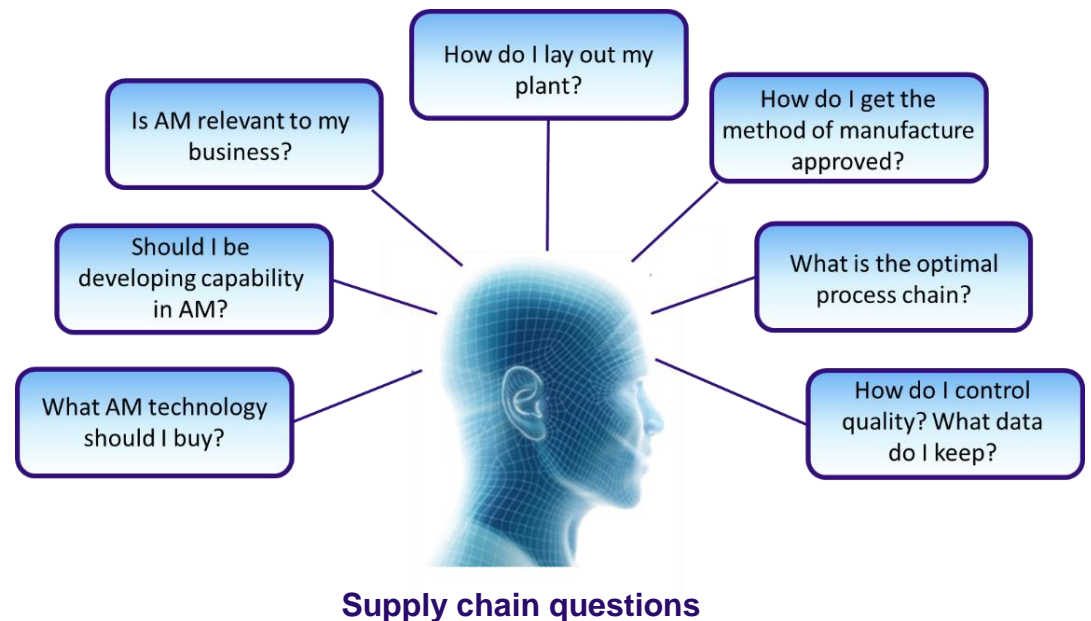 How do I lay out my
plant?
Is AM relevant to my
business?
How do I get the
method of manufacture
approved?
Should I be
developing capability
in AM?
What is the optimal
process chain?
What AM technology
should I buy?
How do I control
quality? What data
do I keep?
Supply chain questions